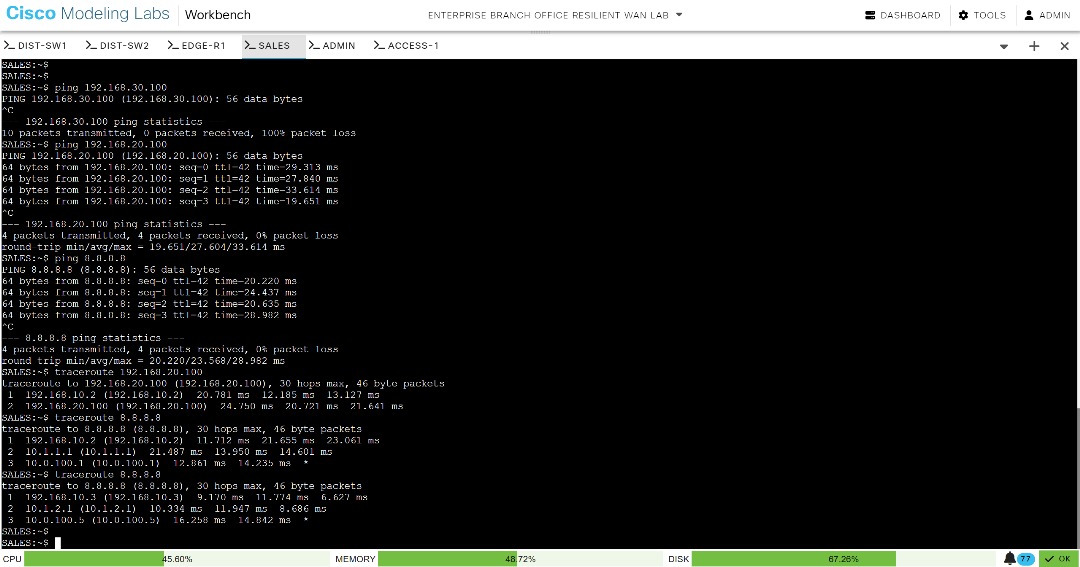 Cisco Modeling Labs Workbench ENTERPRISE BRANCH OFFICE RESILIENT WAN LAB DASHBOARD TOOLS ADMIN
DIST-SW1 DIST-SW2 EDGE-R1 SALES ADMIN ACCESS-1
SALES:~$
SALES:~$
SALES:~$ ping 192.168.30.100
PING 192.168.30.100 (192.168.30.100): 56 data bytes
^C
--- 192.168.30.100 ping statistics ---
10 packets transmitted, 0 packets received, 100% packet loss
SALES:~$ ping 192.168.20.100
PING 192.168.20.100 (192.168.20.100): 56 data bytes
64 bytes from 192.168.20.100: seq=0 ttl=42 time=29.313 ms
64 bytes from 192.168.20.100: seq=1 ttl=42 time=27.840 ms
64 bytes from 192.168.20.100: seq=2 ttl=42 time=33.614 ms
64 bytes from 192.168.20.100: seq=3 ttl=42 time=19.651 ms
^C
--- 192.168.20.100 ping statistics ---
4 packets transmitted, 4 packets received, 0% packet loss
round trip min/avg/max = 19.651/27.604/33.614 ms
SALES:~$ ping 8.8.8.8
PING 8.8.8.8 (8.8.8.8): 56 data bytes
64 bytes from 8.8.8.8: seq=0 ttl=42 time=20.220 ms
64 bytes from 8.8.8.8: seq=1 ttl=42 time=24.437 ms
64 bytes from 8.8.8.8: seq=2 ttl=42 time=20.635 ms
64 bytes from 8.8.8.8: seq=3 ttl=42 time=28.982 ms
^C
--- 8.8.8.8 ping statistics ---
4 packets transmitted, 4 packets received, 0% packet loss
round trip min/avg/max = 20.220/23.568/28.982 ms
SALES:~$ traceroute 192.168.20.100
traceroute to 192.168.20.100 (192.168.20.100), 30 hops max, 46 byte packets
1 192.168.10.2 (192.168.10.2) 20.781 ms 12.185 ms 13.127 ms
2 192.168.20.100 (192.168.20.100) 24.750 ms 20.721 ms 21.641 ms
SALES:~$ traceroute 8.8.8.8
traceroute to 8.8.8.8 (8.8.8.8), 30 hops max, 46 byte packets
1 192.168.10.2 (192.168.10.2) 11.712 ms 21.655 ms 23.061 ms
2 10.1.1.1 (10.1.1.1) 21.487 ms 13.950 ms 14.601 ms
3 10.0.100.1 (10.0.100.1) 12.861 ms 14.235 ms *
SALES:~$ traceroute 8.8.8.8
traceroute to 8.8.8.8 (8.8.8.8), 30 hops max, 46 byte packets
1 192.168.10.3 (192.168.10.3) 9.170 ms 11.774 ms 6.627 ms
2 10.1.2.1 (10.1.2.1) 10.334 ms 11.947 ms 8.686 ms
3 10.0.100.5 (10.0.100.5) 16.258 ms 14.842 ms *
SALES:~$
SALES:~$
CPU 45.60% MEMORY 48.72% DISK 67.26% 77 OK